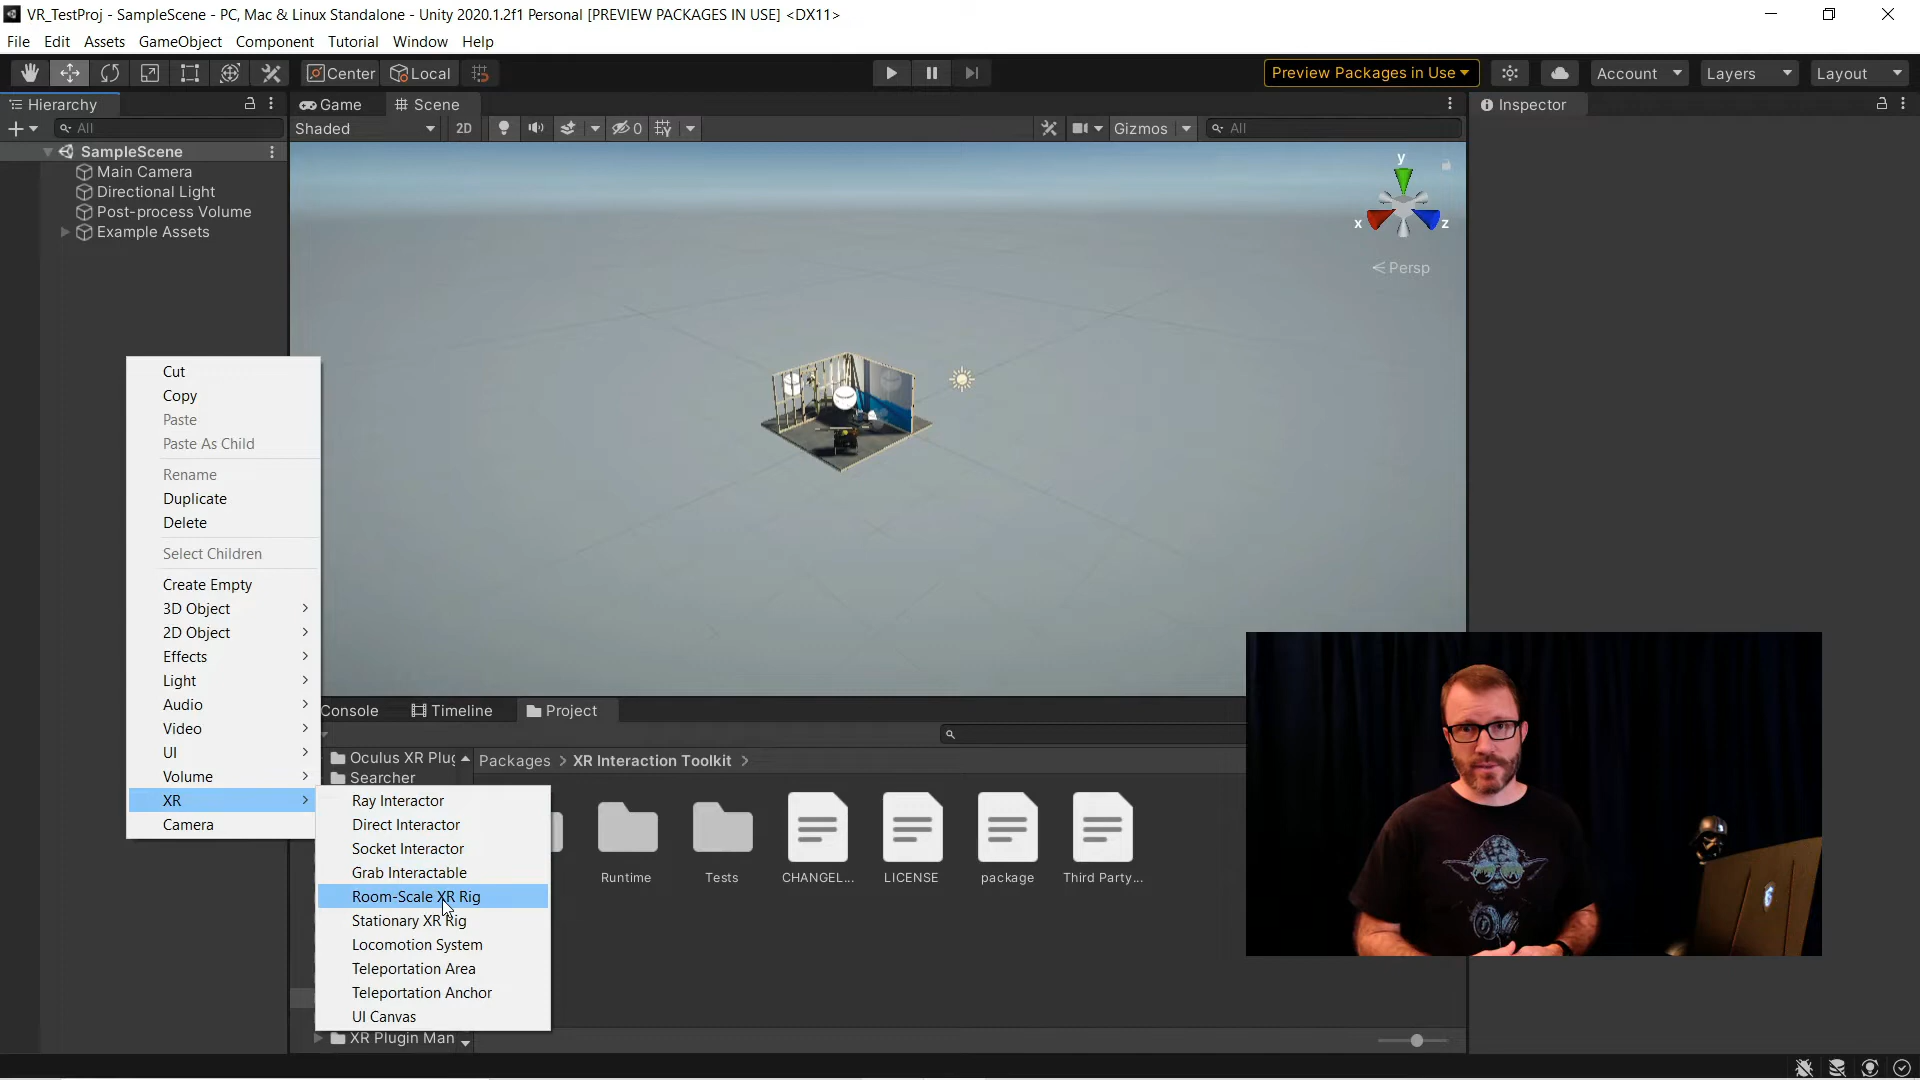 VR_TestProj - SampleScene - PC, Mac & Linux Standalone - Unity 2020.1.2f1 Personal [PREVIEW PACKAGES IN USE] <DX11>
File Edit Assets GameObject Component Tutorial Window Help
Center Local Preview Packages in Use Account Layers Layout
Hierarchy Game Scene Inspector
All Shaded 2D 0 Gizmos All
SampleScene
Main Camera
Directional Light
Post-process Volume
Example Assets
y
x z
Persp
Cut
Copy
Paste
Paste As Child
Rename
Duplicate
Delete
Select Children
Create Empty
3D Object
2D Object
Effects
Light
Audio
Video
UI
Volume
XR
Camera
Ray Interactor
Direct Interactor
Socket Interactor
Grab Interactable
Room-Scale XR Rig
Stationary XR Rig
Locomotion System
Teleportation Area
Teleportation Anchor
UI Canvas
Console Timeline Project
Oculus XR Plug
Searcher
XR Plugin Man
Packages > XR Interaction Toolkit >
Runtime Tests CHANGEL... LICENSE package Third Party...